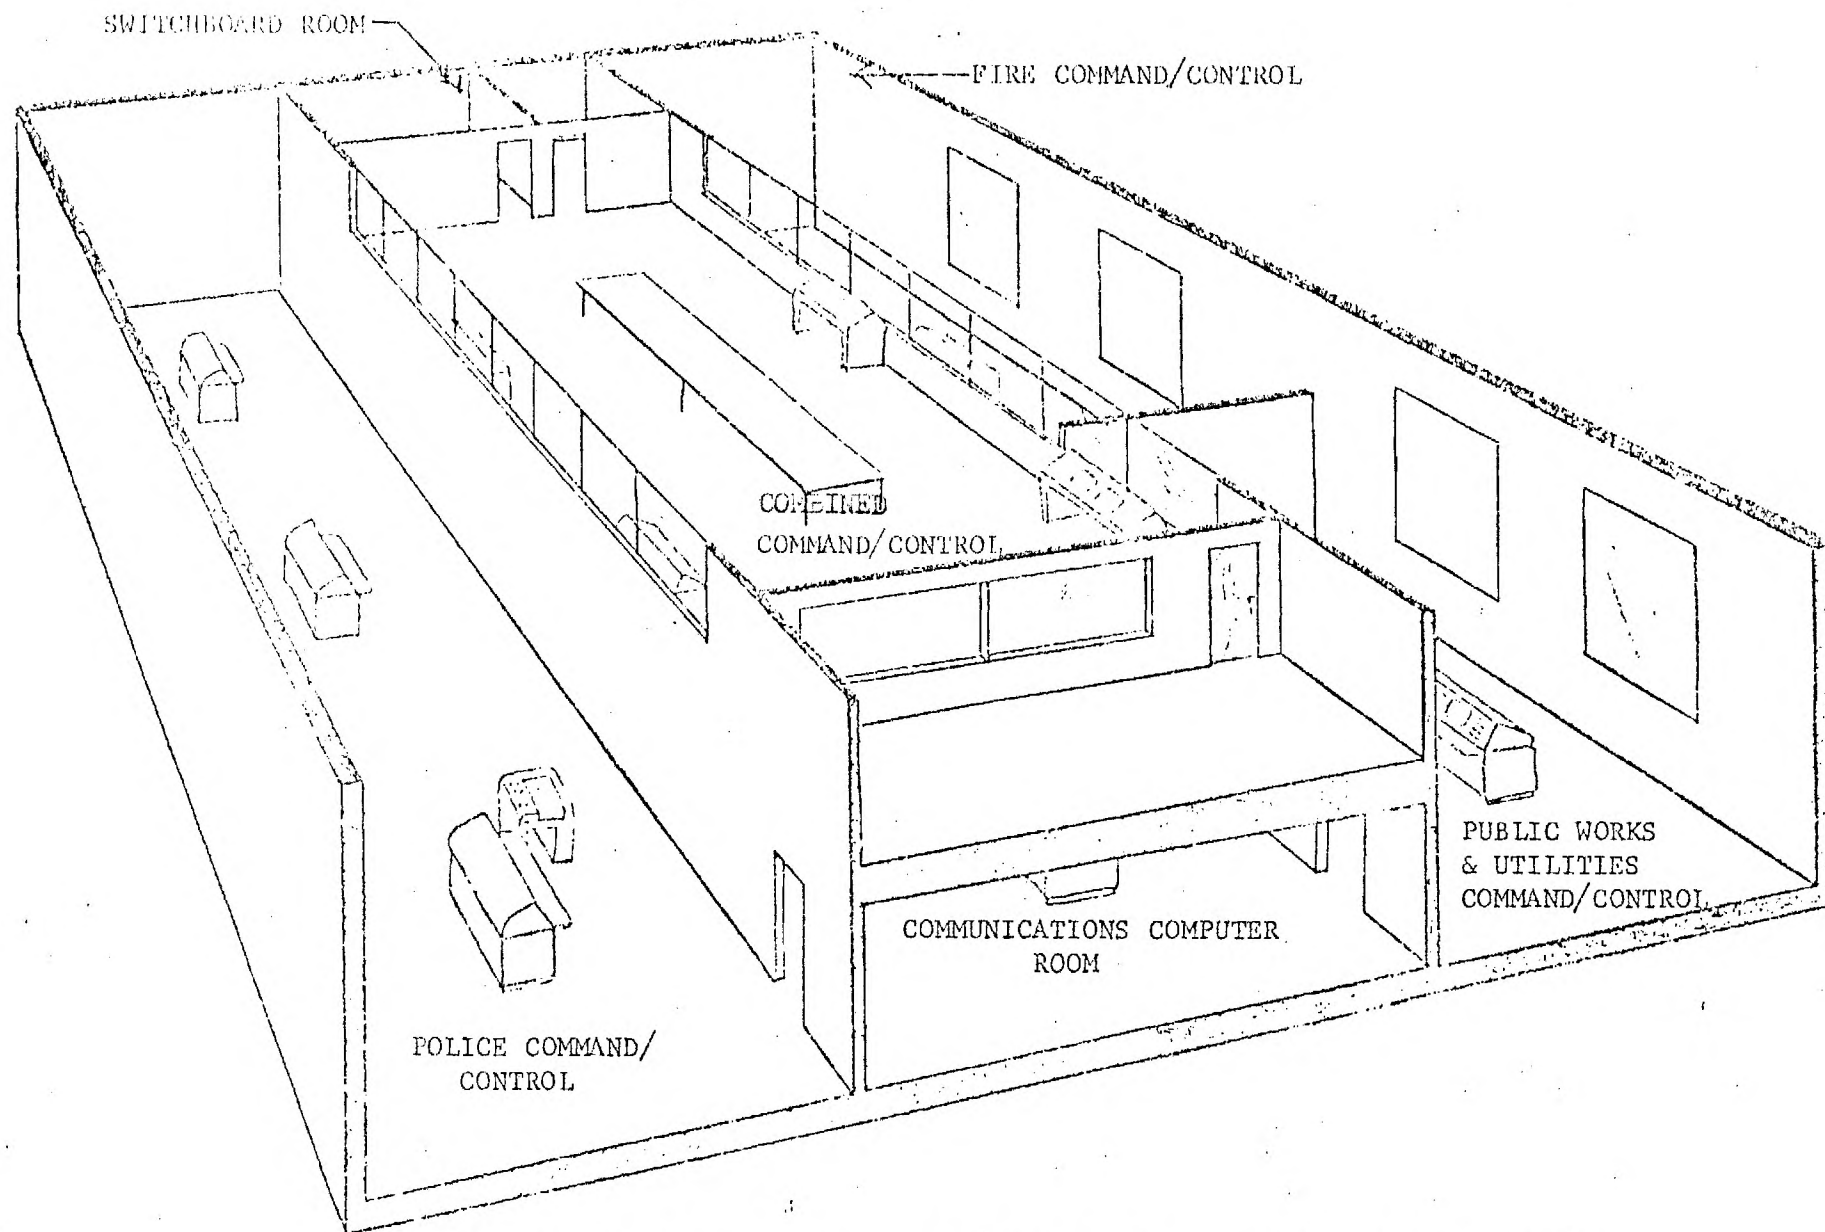 SWITCHBOARD ROOM
FIRE COMMAND/CONTROL
COMBINED
COMMAND/CONTROL
PUBLIC WORKS
& UTILITIES
COMMAND/CONTROL
COMMUNICATIONS COMPUTER
ROOM
POLICE COMMAND/
CONTROL